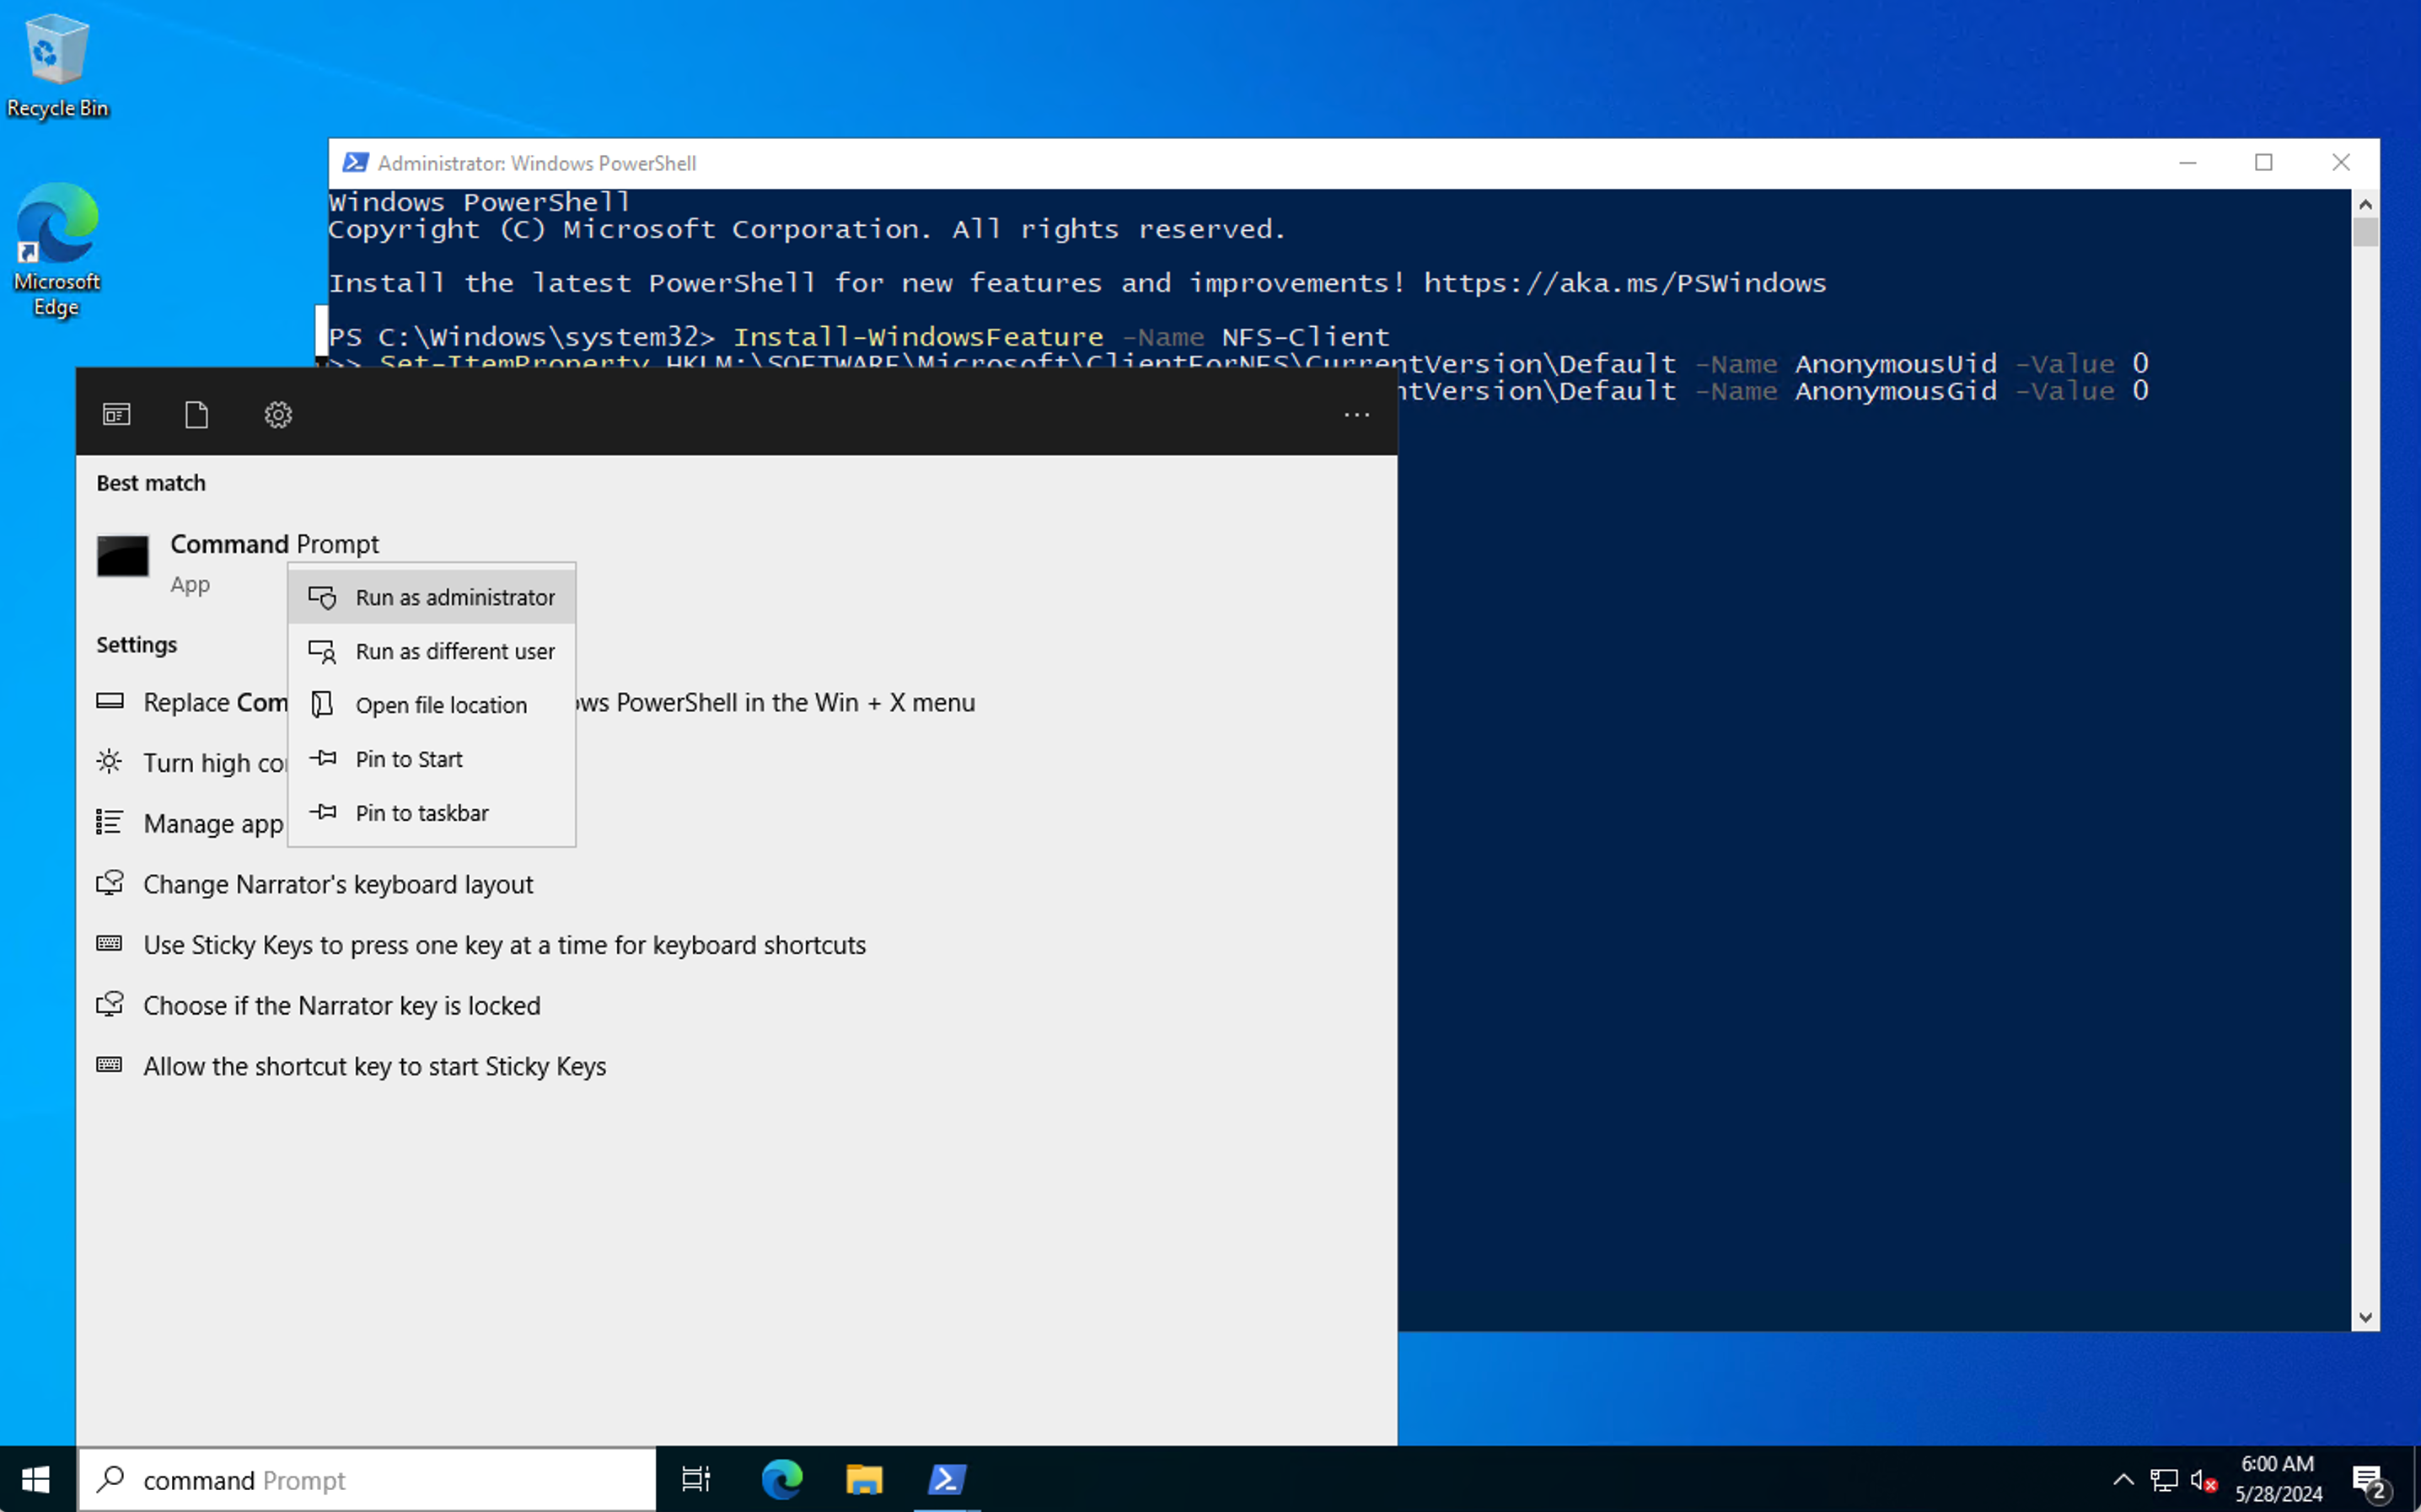 Recycle Bin
Microsoft
Edge
Administrator: Windows PowerShell
Windows PowerShell
Copyright (C) Microsoft Corporation. All rights reserved.
Install the latest PowerShell for new features and improvements! https://aka.ms/PSWindows
PS C:\Windows\system32> Install-WindowsFeature -Name NFS-Client
>> Set-ItemProperty HKLM:\SOFTWARE\Microsoft\ClientForNFS\CurrentVersion\Default -Name AnonymousUid -Value 0
ntVersion\Default -Name AnonymousGid -Value 0
Best match
Command Prompt
App
Run as administrator
Run as different user
Open file location
Pin to Start
Pin to taskbar
Settings
Replace Com
ows PowerShell in the Win + X menu
Turn high co
Manage app
Change Narrator's keyboard layout
Use Sticky Keys to press one key at a time for keyboard shortcuts
Choose if the Narrator key is locked
Allow the shortcut key to start Sticky Keys
command Prompt
6:00 AM
5/28/2024
2